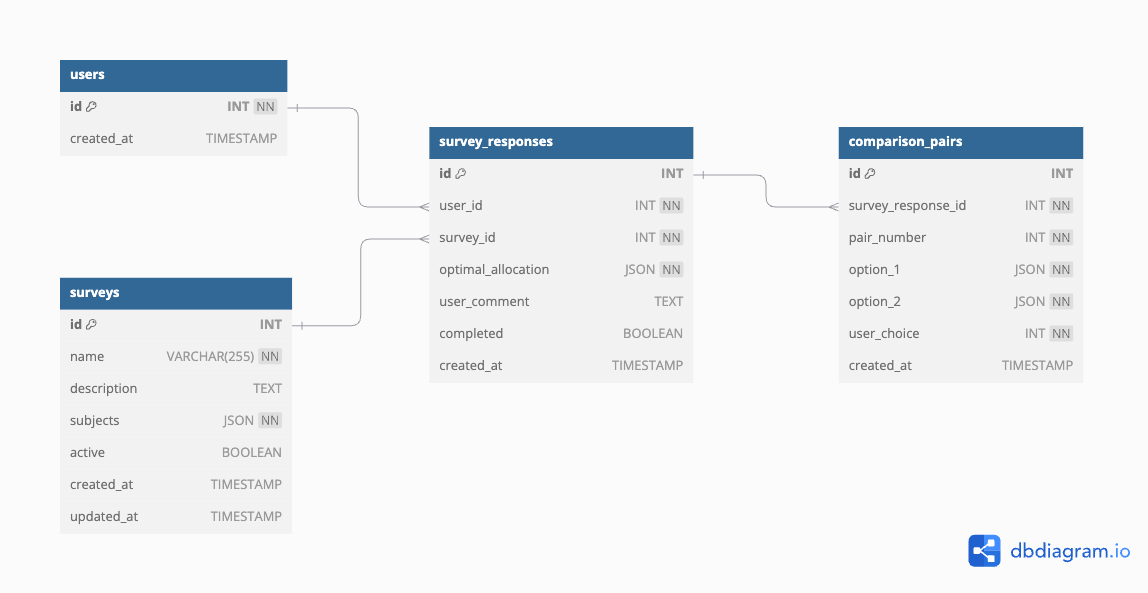 users
id INT NN
created_at TIMESTAMP
surveys
id INT
name VARCHAR(255) NN
description TEXT
subjects JSON NN
active BOOLEAN
created_at TIMESTAMP
updated_at TIMESTAMP
survey_responses
id INT
user_id INT NN
survey_id INT NN
optimal_allocation JSON NN
user_comment TEXT
completed BOOLEAN
created_at TIMESTAMP
comparison_pairs
id INT
survey_response_id INT NN
pair_number INT NN
option_1 JSON NN
option_2 JSON NN
user_choice INT NN
created_at TIMESTAMP
dbdiagram.io